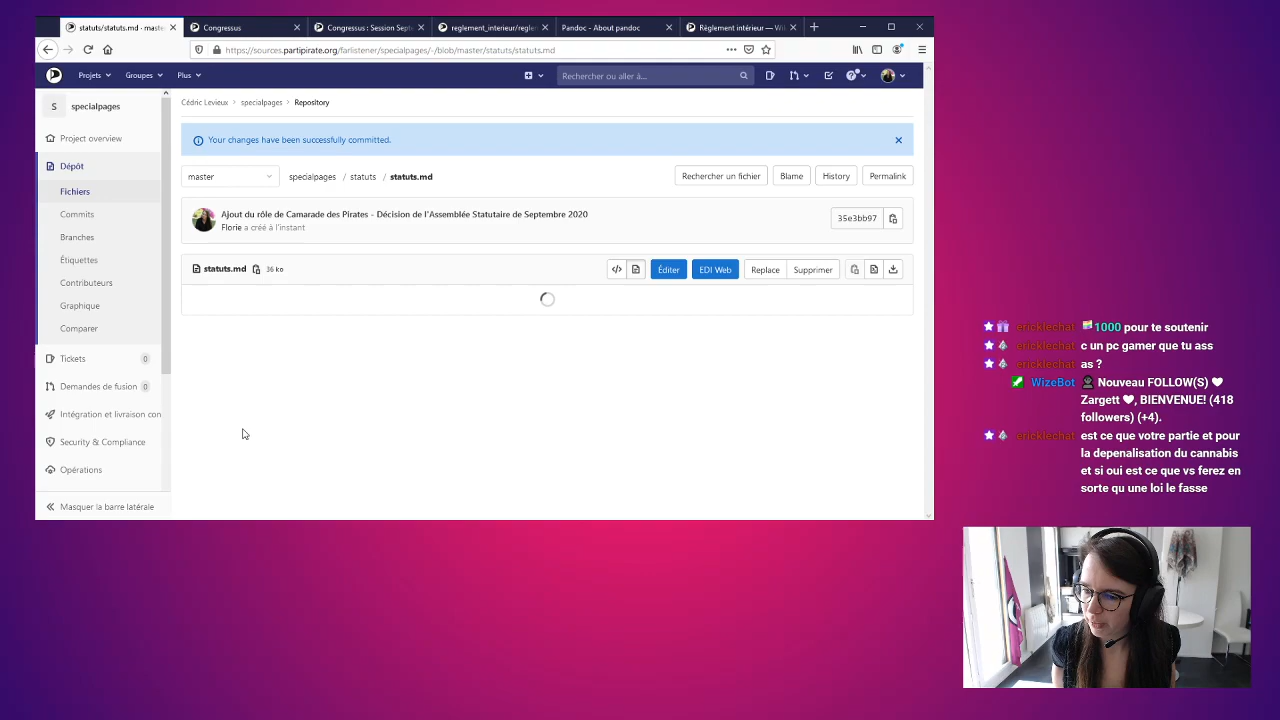 statuts/statuts.md · maste
Congressus
Congressus : Session Sept
reglement_interieur/regler
Pandoc - About pandoc
Règlement intérieur — Wi
https://sources.partipirate.org/farlistener/specialpages/-/blob/master/statuts/statuts.md
Projets
Groupes
Plus
Rechercher ou aller à...
S specialpages
Cédric Levieux > specialpages > Repository
Project overview
Your changes have been successfully committed.
Dépôt
master
specialpages / statuts / statuts.md
Rechercher un fichier
Blame
History
Permalink
Fichiers
Commits
Branches
Étiquettes
Contributeurs
Graphique
Comparer
Ajout du rôle de Camarade des Pirates - Décision de l'Assemblée Statutaire de Septembre 2020
Florie a créé à l'instant
35e3bb97
statuts.md 36 ko
Éditer
EDI Web
Replace
Supprimer
Tickets 0
Demandes de fusion 0
Intégration et livraison con
Security & Compliance
Opérations
Masquer la barre latérale
ericklechat 1000 pour te soutenir
ericklechat c un pc gamer que tu ass
ericklechat as ?
WizeBot Nouveau FOLLOW(S)
Zargett , BIENVENUE! (418
followers) (+4).
ericklechat est ce que votre partie et pour
la depenalisation du cannabis
et si oui est ce que vs ferez en
sorte qu une loi le fasse